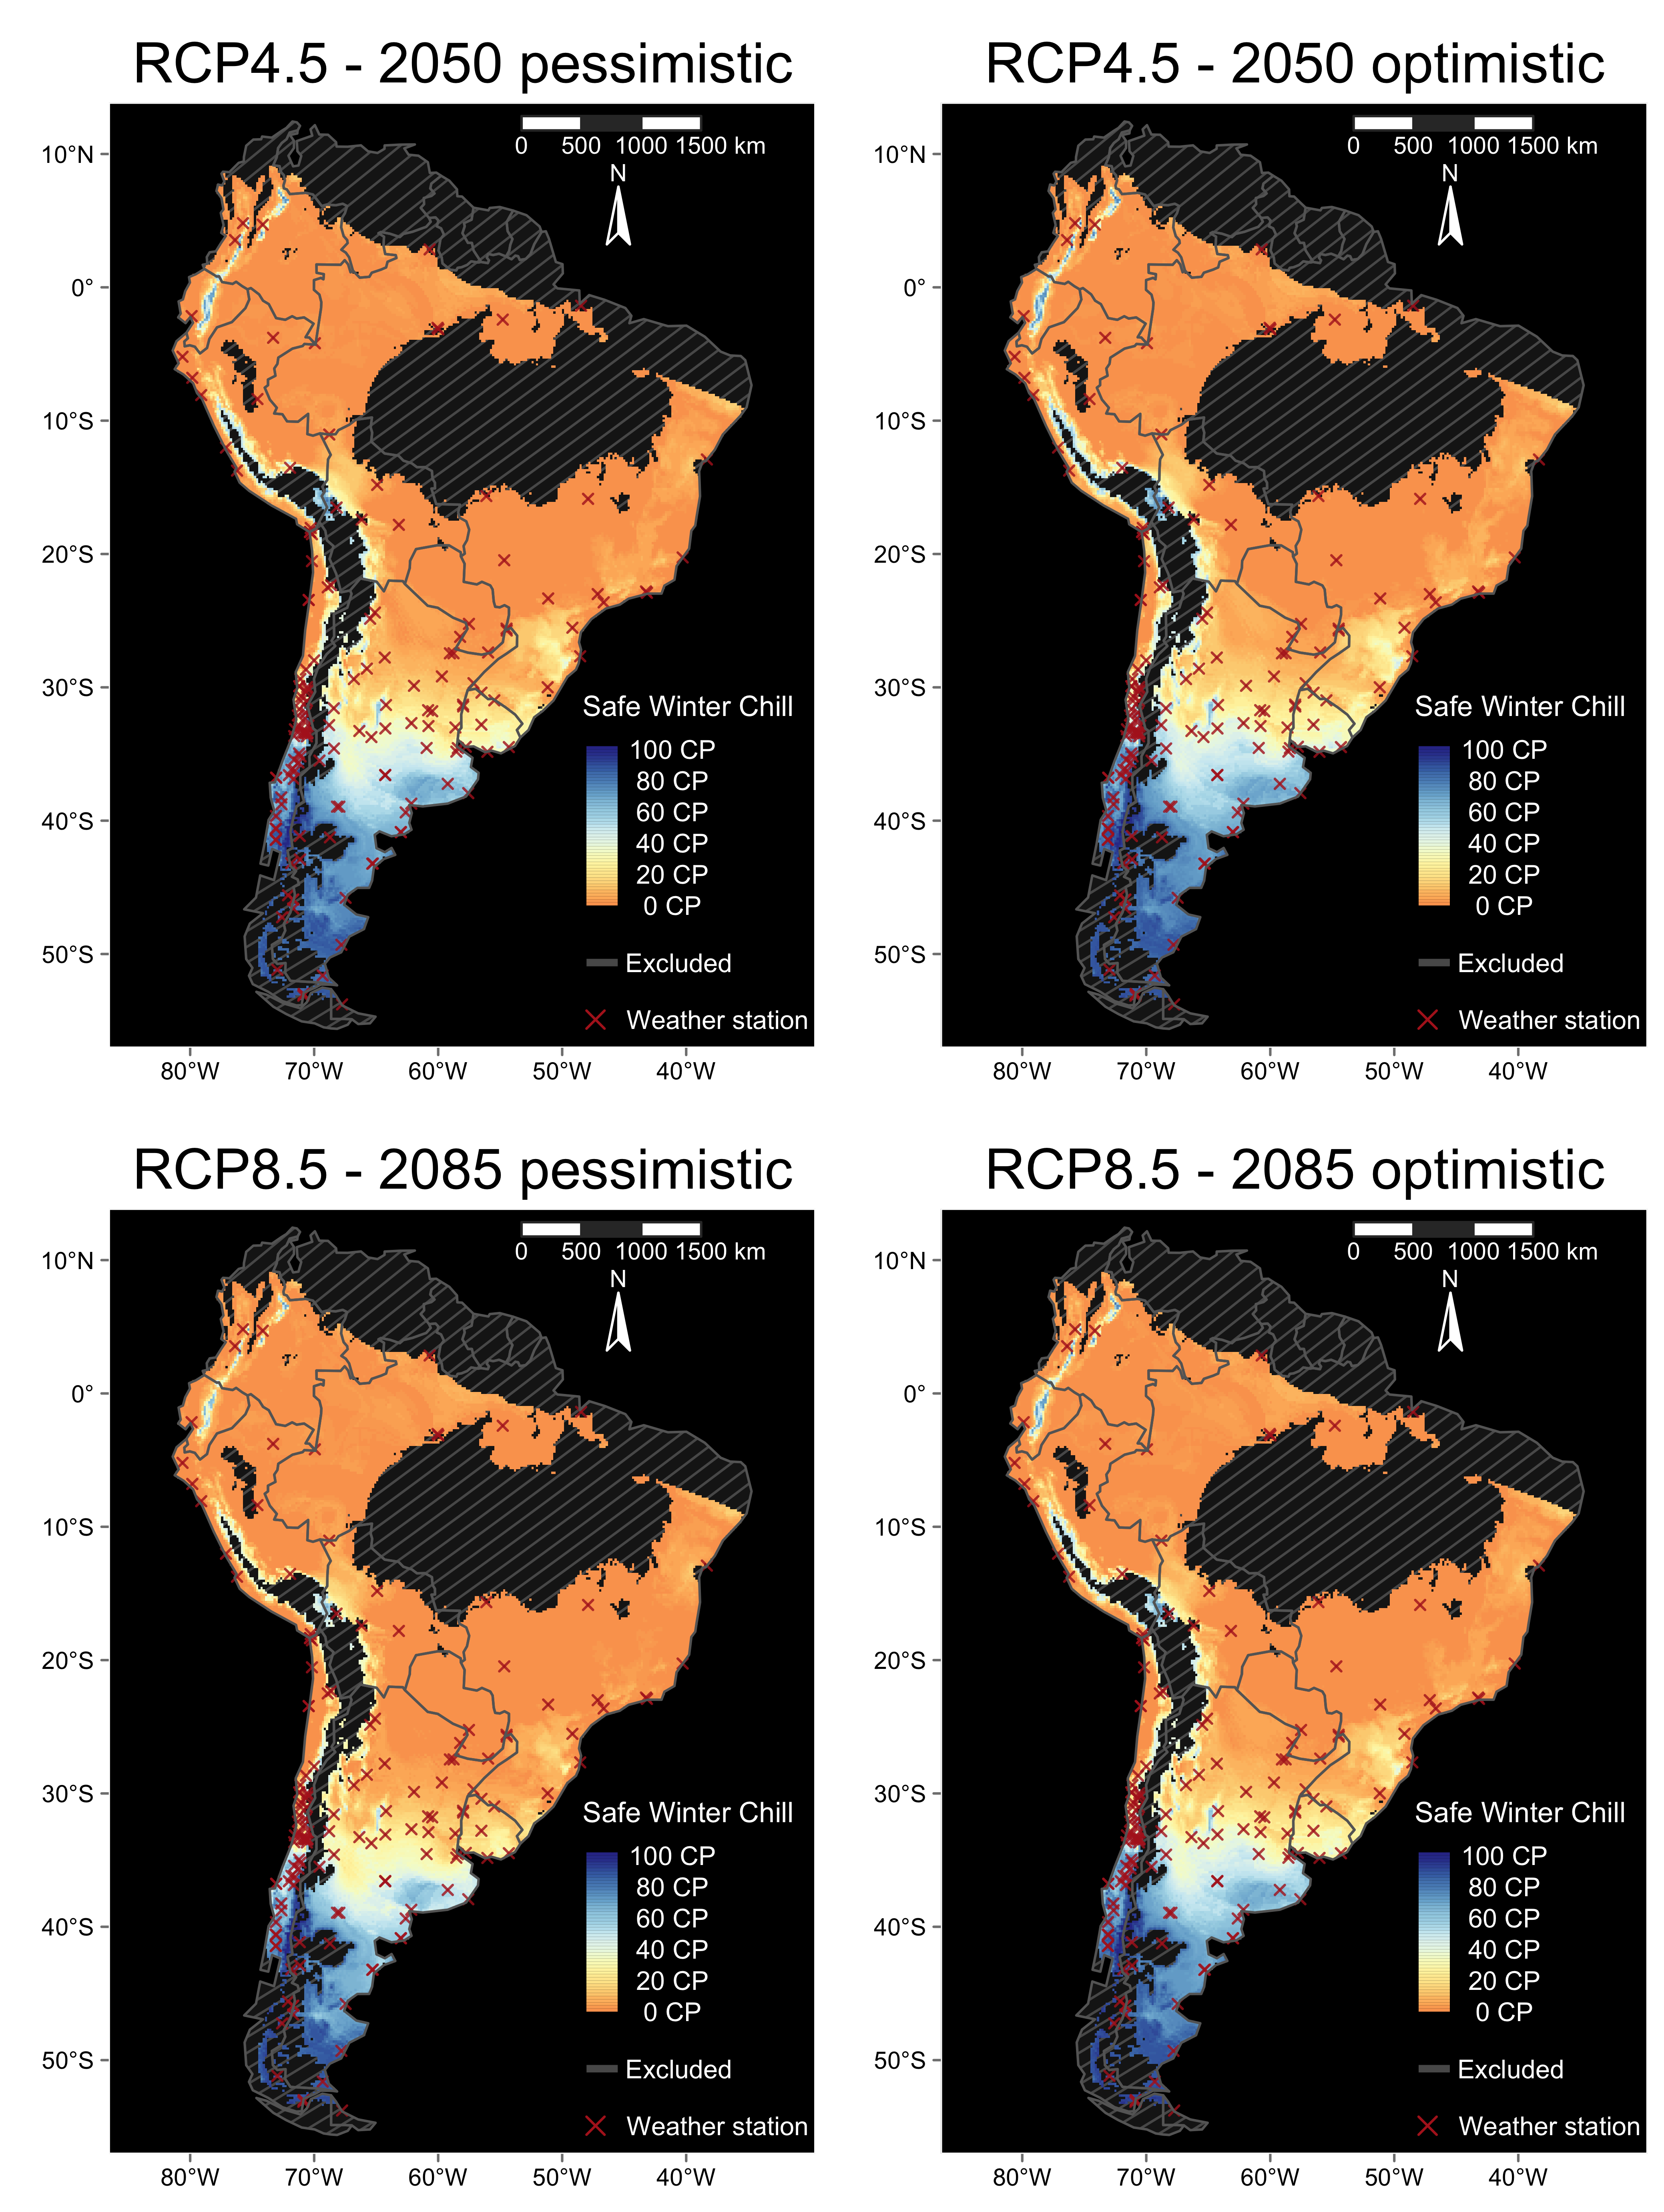 RCP4.5 - 2050 pessimistic
0 500 1000 1500 km
N
10°N
0°
10°S
20°S
30°S
40°S
50°S
Safe Winter Chill
100 CP
80 CP
60 CP
40 CP
20 CP
0 CP
Excluded
Weather station
80°W 70°W 60°W 50°W 40°W
RCP4.5 - 2050 optimistic
0 500 1000 1500 km
N
10°N
0°
10°S
20°S
30°S
40°S
50°S
Safe Winter Chill
100 CP
80 CP
60 CP
40 CP
20 CP
0 CP
Excluded
Weather station
80°W 70°W 60°W 50°W 40°W
RCP8.5 - 2085 pessimistic
0 500 1000 1500 km
N
10°N
0°
10°S
20°S
30°S
40°S
50°S
Safe Winter Chill
100 CP
80 CP
60 CP
40 CP
20 CP
0 CP
Excluded
Weather station
80°W 70°W 60°W 50°W 40°W
RCP8.5 - 2085 optimistic
0 500 1000 1500 km
N
10°N
0°
10°S
20°S
30°S
40°S
50°S
Safe Winter Chill
100 CP
80 CP
60 CP
40 CP
20 CP
0 CP
Excluded
Weather station
80°W 70°W 60°W 50°W 40°W